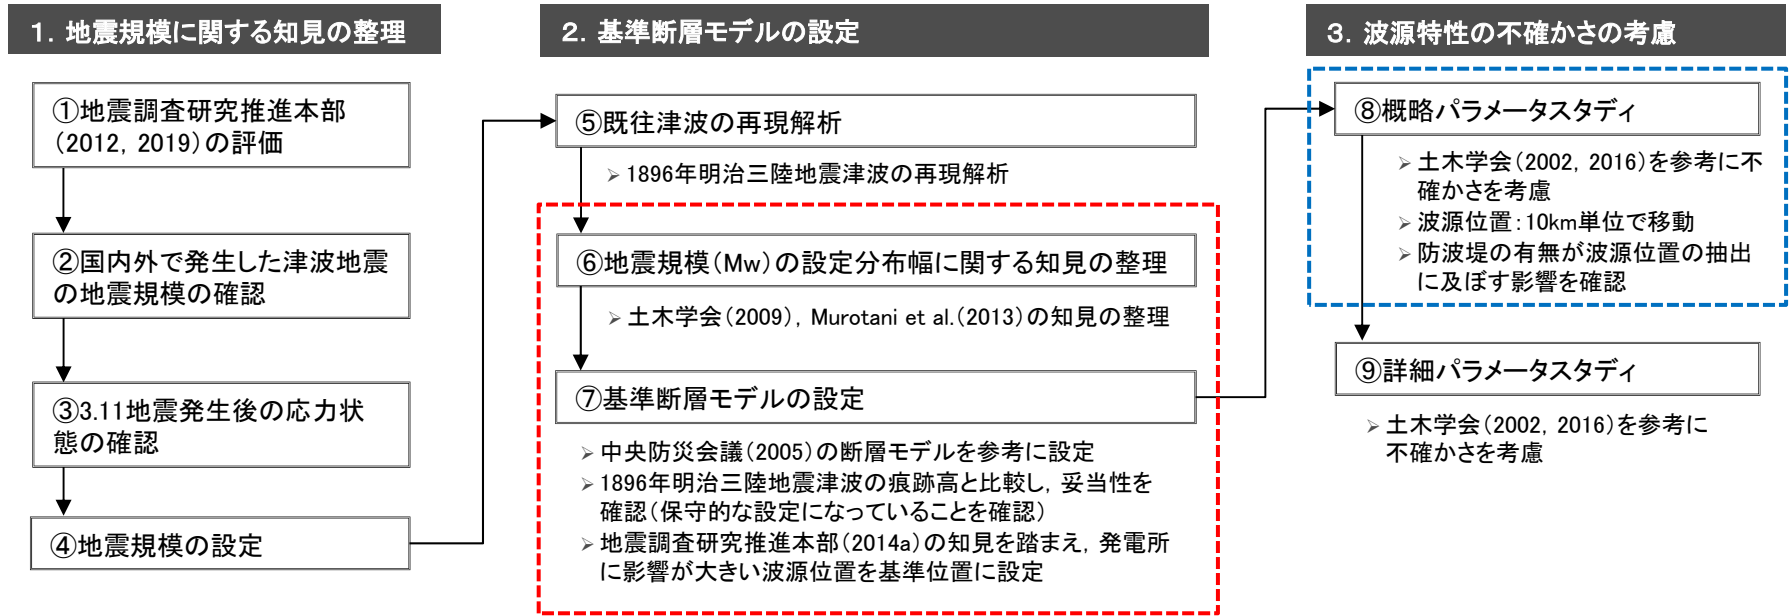 1．地震規模に関する知見の整理
①地震調査研究推進本部
（2012，2019）の評価
②国内外で発生した津波地震
の地震規模の確認
③3.11地震発生後の応力状
態の確認
④地震規模の設定
2．基準断層モデルの設定
⑤既往津波の再現解析
➢1896年明治三陸地震津波の再現解析
⑥地震規模（Mw）の設定分布幅に関する知見の整理
➢土木学会（2009），Murotani et al.（2013）の知見の整理
⑦基準断層モデルの設定
➢中央防災会議（2005）の断層モデルを参考に設定
➢1896年明治三陸地震津波の痕跡高と比較し，妥当性を
確認（保守的な設定になっていることを確認）
➢地震調査研究推進本部（2014a）の知見を踏まえ，発電所
に影響が大きい波源位置を基準位置に設定
3．波源特性の不確かさの考慮
⑧概略パラメータスタディ
➢土木学会（2002，2016）を参考に不
確かさを考慮
➢波源位置：10km単位で移動
➢防波堤の有無が波源位置の抽出
に及ぼす影響を確認
⑨詳細パラメータスタディ
➢土木学会（2002，2016）を参考に
不確かさを考慮